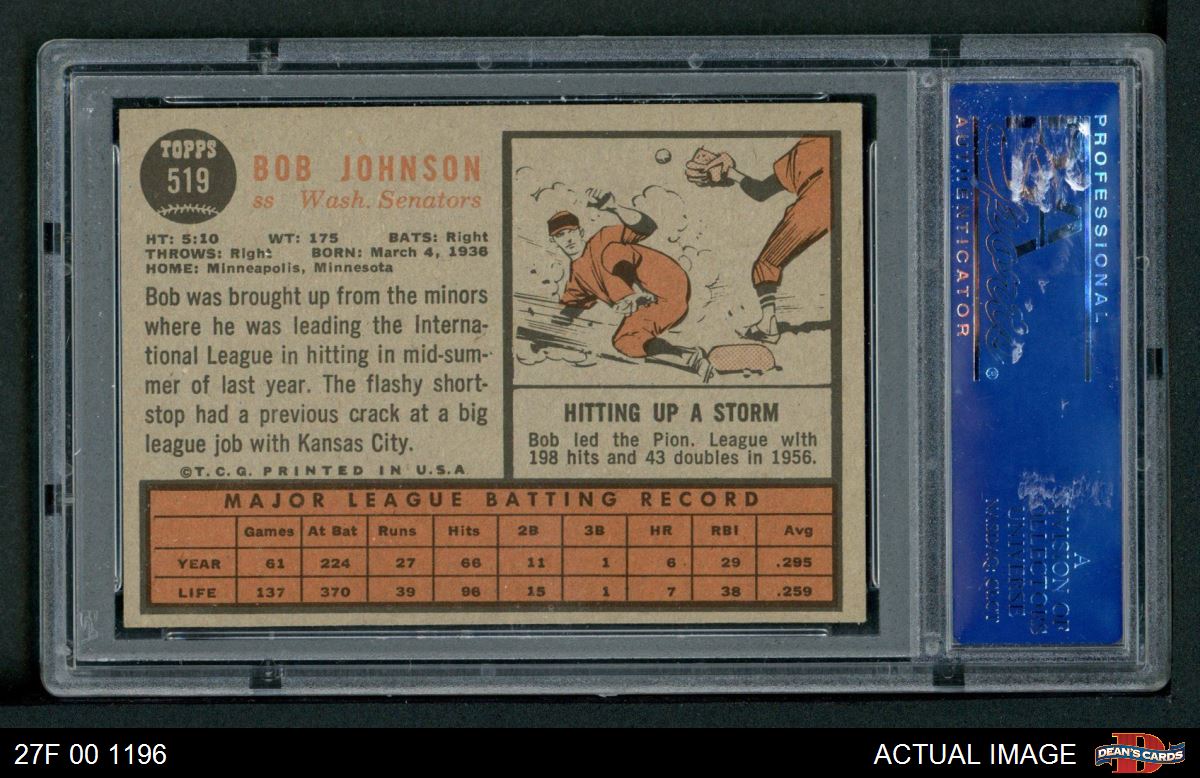 TOPPS
519
BOB JOHNSON
ss Wash. Senators
HT: 5:10 WT: 175 BATS: Right
THROWS: Right BORN: March 4, 1936
HOME: Minneapolis, Minnesota
Bob was brought up from the minors
where he was leading the Interna-
tional League in hitting in mid-sum-
mer of last year. The flashy short-
stop had a previous crack at a big
league job with Kansas City.
©T.C.G. PRINTED IN U.S.A
HITTING UP A STORM
Bob led the Pion. League with
198 hits and 43 doubles in 1956.
MAJOR LEAGUE BATTING RECORD
Games At Bat Runs Hits 2B 3B HR RBI Avg
YEAR 61 224 27 66 11 1 6 29 .295
LIFE 137 370 39 96 15 1 7 38 .259
PROFESSIONAL
AUTHENTICATOR
®
A
DIVISION OF
COLLECTORS
UNIVERSE
27F 00 1196
ACTUAL IMAGE
DEAN'S CARDS